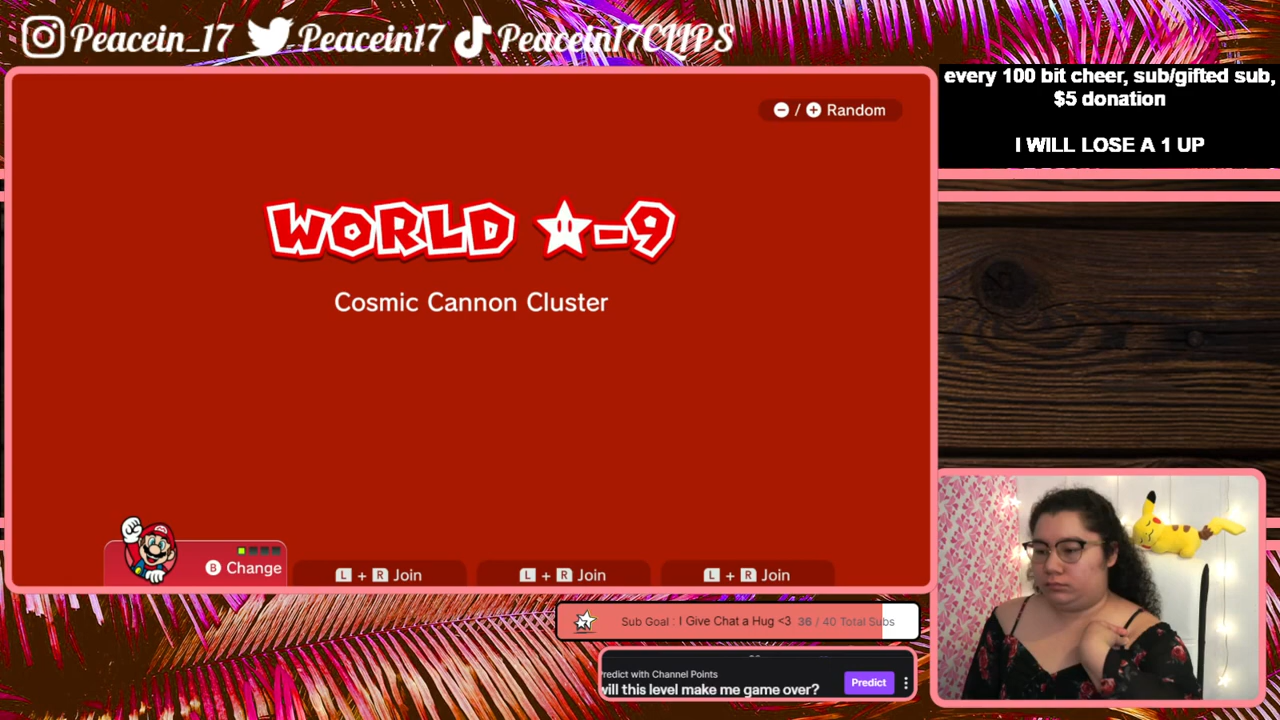 Peacein_17 Peacein17 Peacein17ClIPS
every 100 bit cheer, sub/gifted sub,
$5 donation
I WILL LOSE A 1 UP
- / + Random
WORLD ★-9
Cosmic Cannon Cluster
B Change
L + R Join
L + R Join
L + R Join
Sub Goal : I Give Chat a Hug <3 36 / 40 Total Subs
redict with Channel Points
will this level make me game over?
Predict